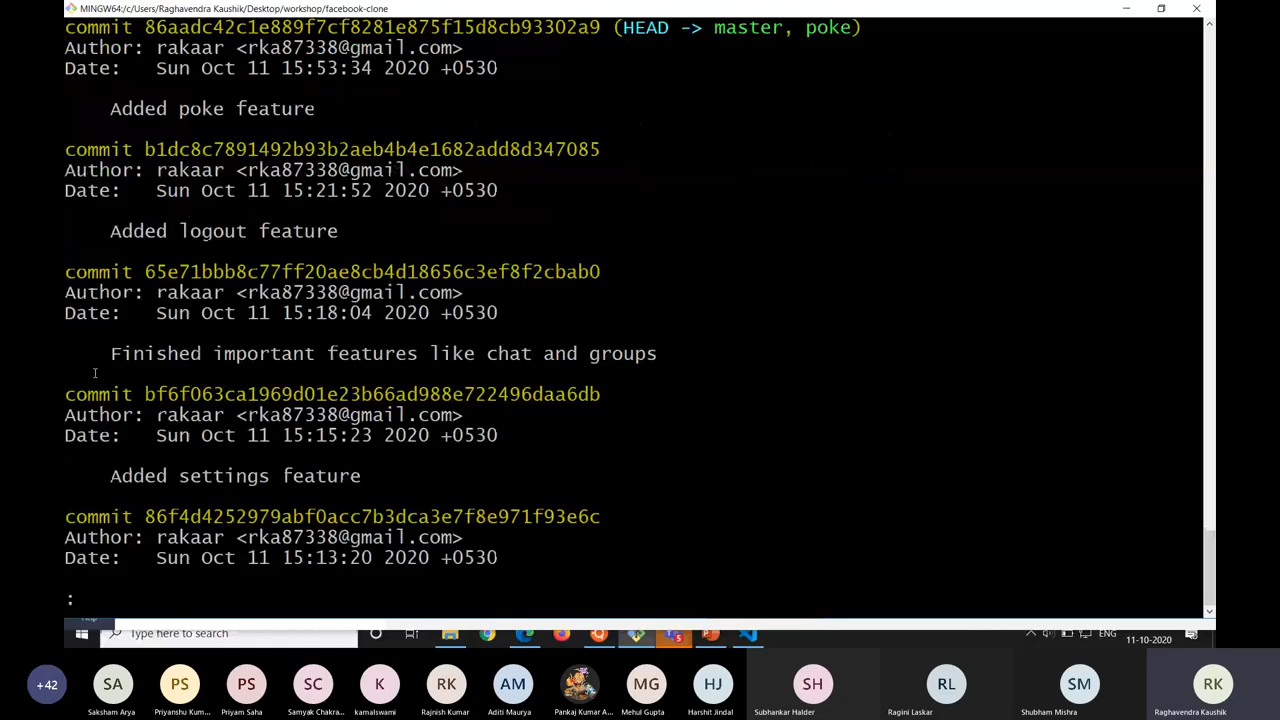 MINGW64:/c/Users/Raghavendra Kaushik/Desktop/workshop/facebook-clone
commit 86aadc42c1e889f7cf8281e875f15d8cb93302a9 (HEAD -> master, poke)
Author: rakaar <rka87338@gmail.com>
Date:   Sun Oct 11 15:53:34 2020 +0530
Added poke feature
commit b1dc8c7891492b93b2aeb4b4e1682add8d347085
Author: rakaar <rka87338@gmail.com>
Date:   Sun Oct 11 15:21:52 2020 +0530
Added logout feature
commit 65e71bbb8c77ff20ae8cb4d18656c3ef8f2cbab0
Author: rakaar <rka87338@gmail.com>
Date:   Sun Oct 11 15:18:04 2020 +0530
Finished important features like chat and groups
commit bf6f063ca1969d01e23b66ad988e722496daa6db
Author: rakaar <rka87338@gmail.com>
Date:   Sun Oct 11 15:15:23 2020 +0530
Added settings feature
commit 86f4d4252979abf0acc7b3dca3e7f8e971f93e6c
Author: rakaar <rka87338@gmail.com>
Date:   Sun Oct 11 15:13:20 2020 +0530
:
Type here to search
ENG
11-10-2020
+42 SA PS PS SC K RK AM MG HJ SH RL SM RK
Saksham Arya Priyanshu Kum... Priyam Saha Samyak Chakra... kamalswami Rajnish Kumar Aditi Maurya Pankaj Kumar A... Mehul Gupta Harshit Jindal Subhankar Halder Ragini Laskar Shubham Mishra Raghavendra Kaushik